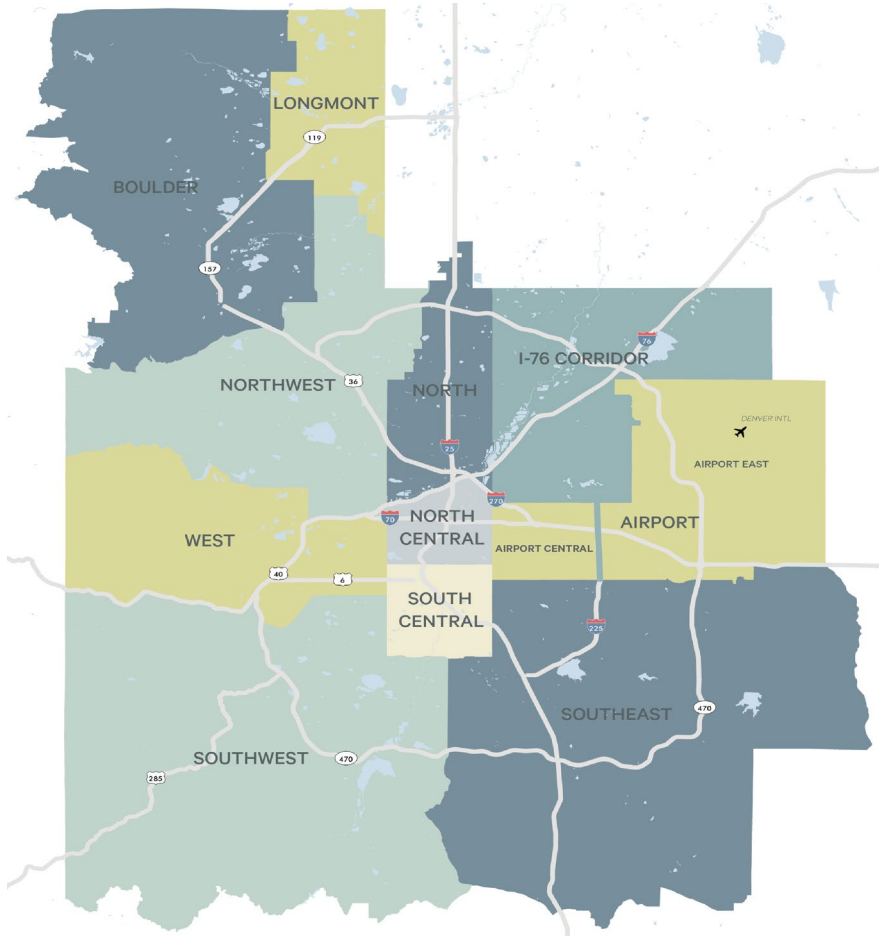 LONGMONT
119
BOULDER
157
76
I-76 CORRIDOR
NORTHWEST
36
NORTH
DENVER INTL
25
AIRPORT EAST
270
70
NORTH
CENTRAL
AIRPORT
WEST
AIRPORT CENTRAL
40
6
SOUTH
CENTRAL
225
470
SOUTHEAST
SOUTHWEST
470
285